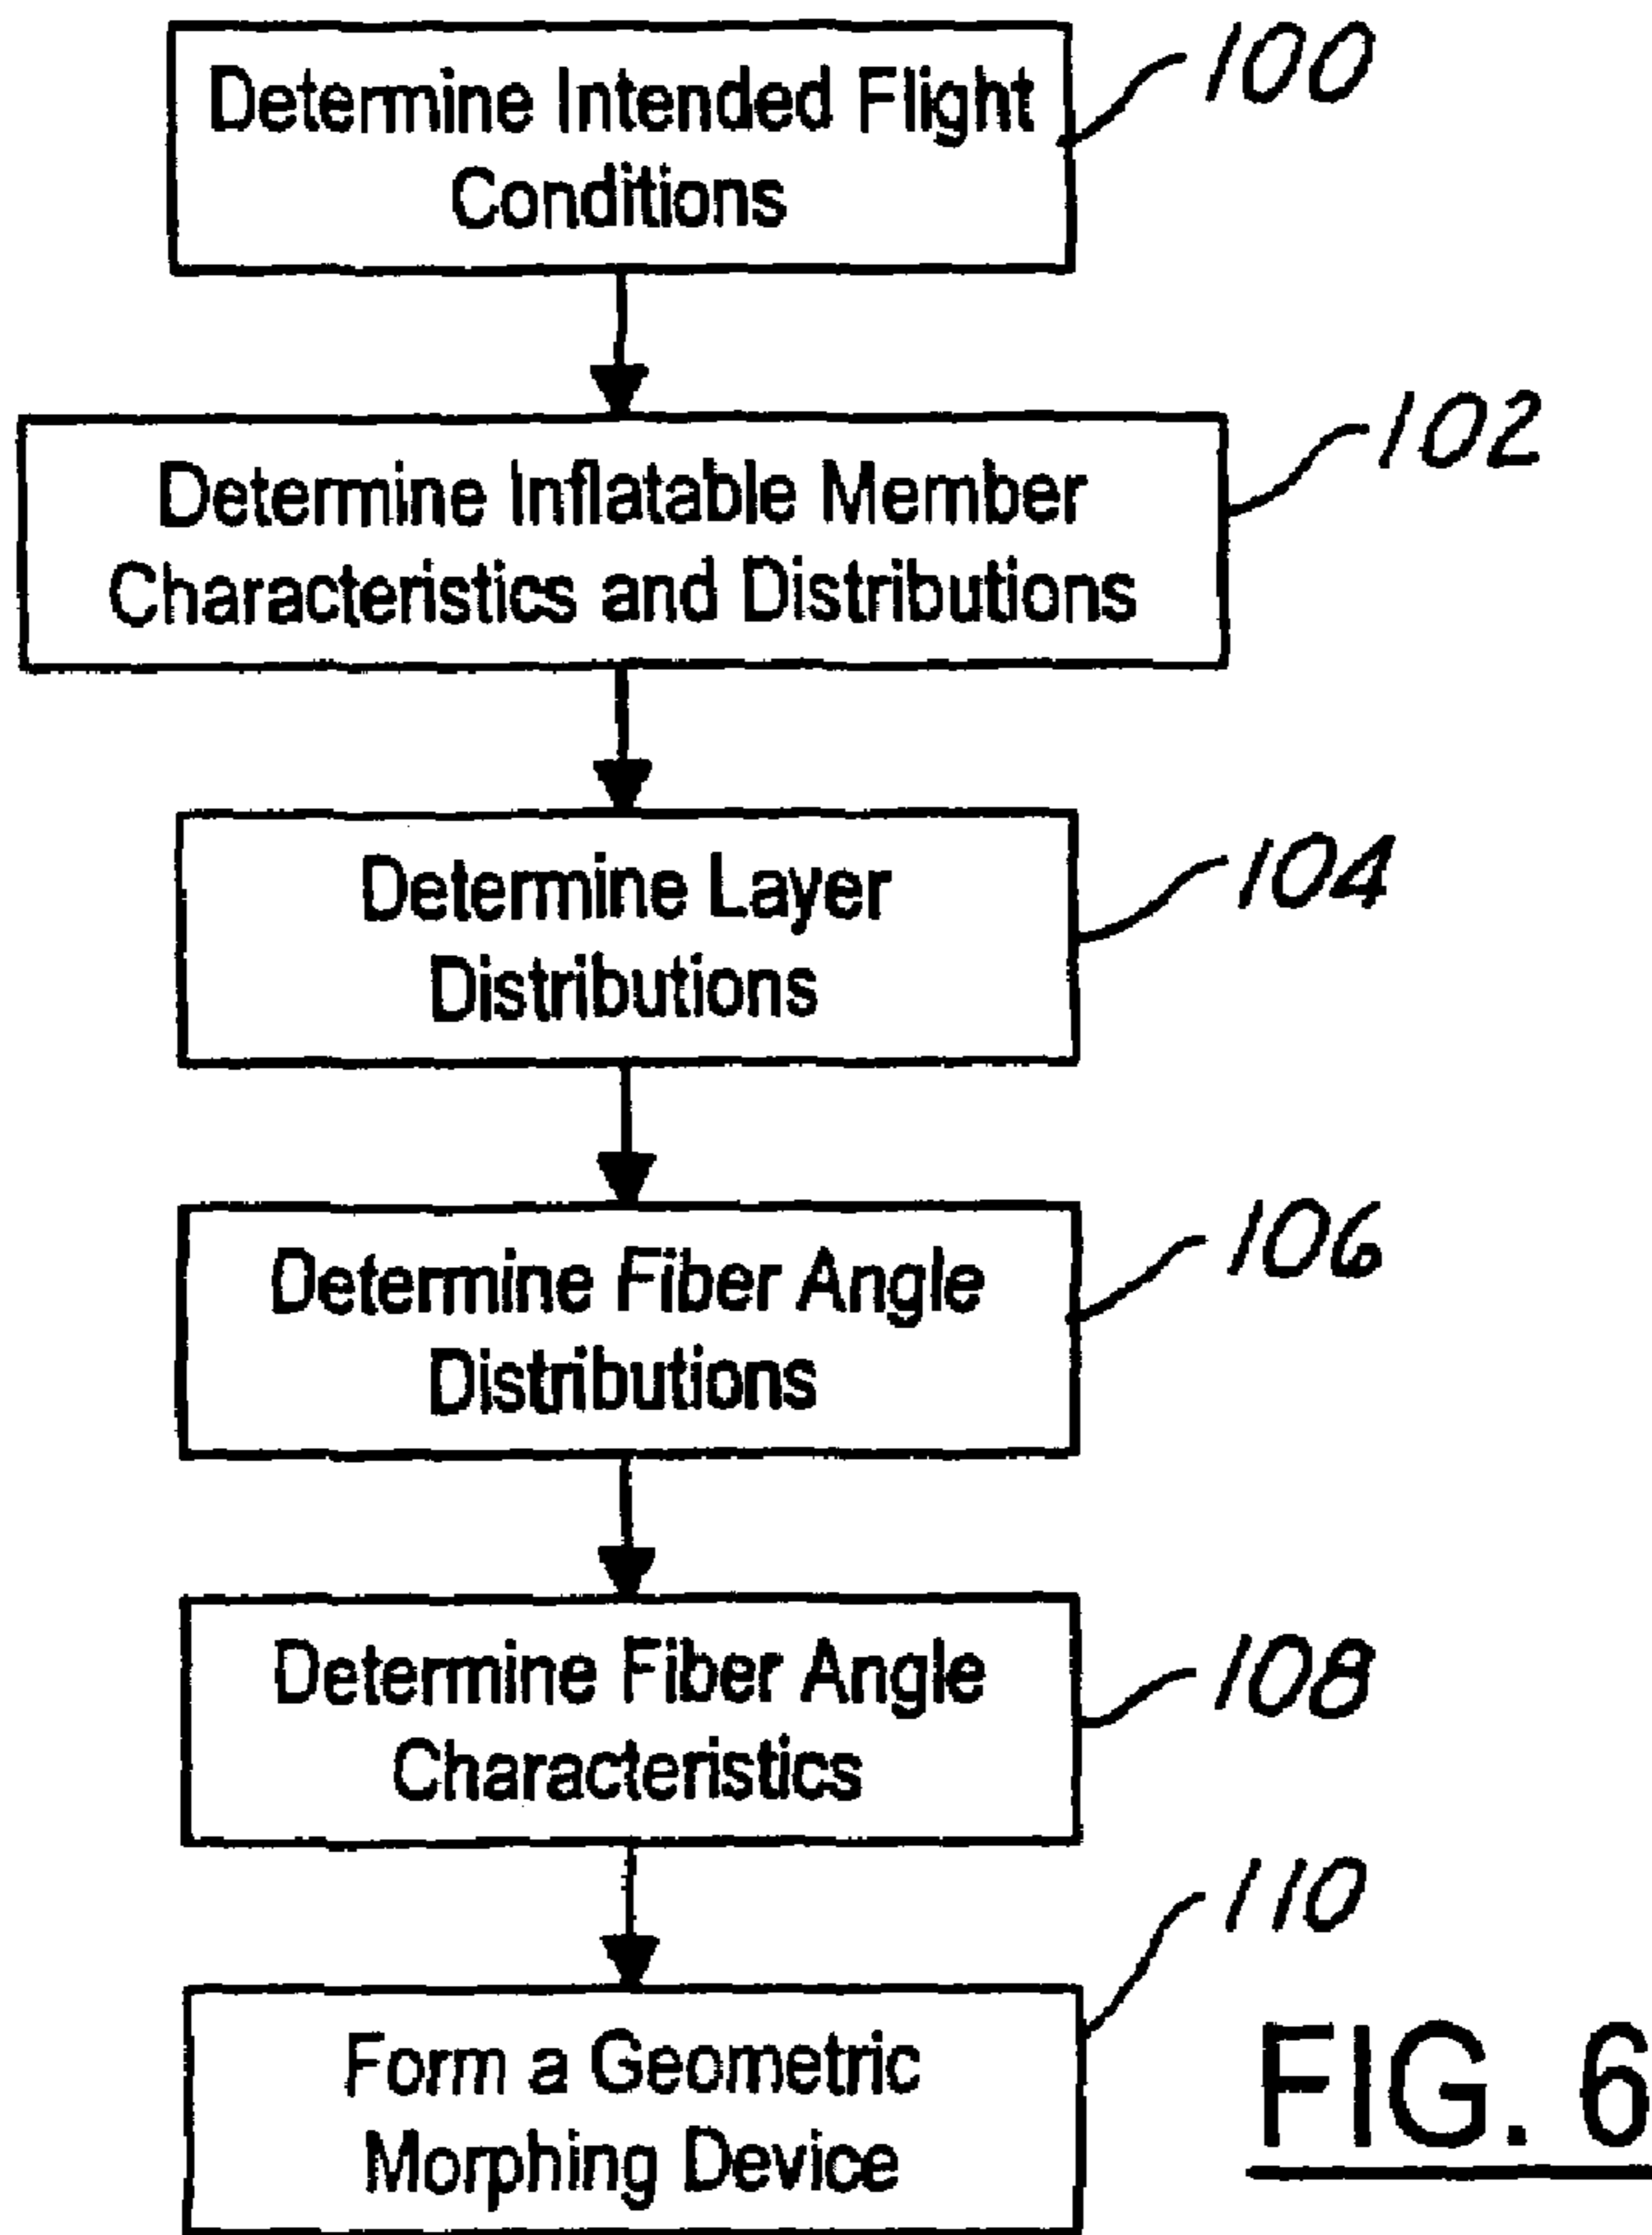 Determine Intended Flight
Conditions
100
Determine Inflatable Member
Characteristics and Distributions
102
Determine Layer
Distributions
104
Determine Fiber Angle
Distributions
106
Determine Fiber Angle
Characteristics
108
Form a Geometric
Morphing Device
110
FIG. 6